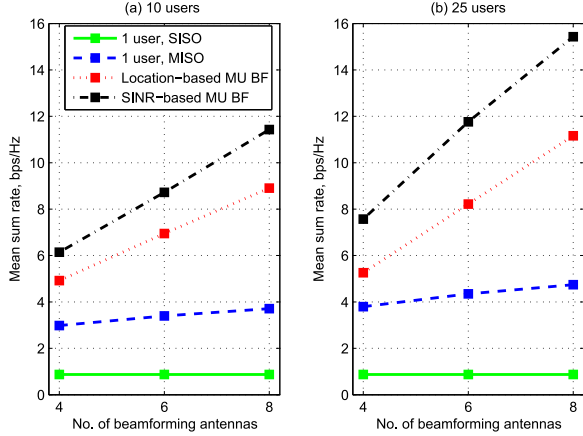 (a) 10 users
(b) 25 users
16
14
12
10
8
6
4
2
0
Mean sum rate, bps/Hz
1 user, SISO
1 user, MISO
Location−based MU BF
SINR−based MU BF
4
6
8
No. of beamforming antennas
16
14
12
10
8
6
4
2
0
Mean sum rate, bps/Hz
4
6
8
No. of beamforming antennas